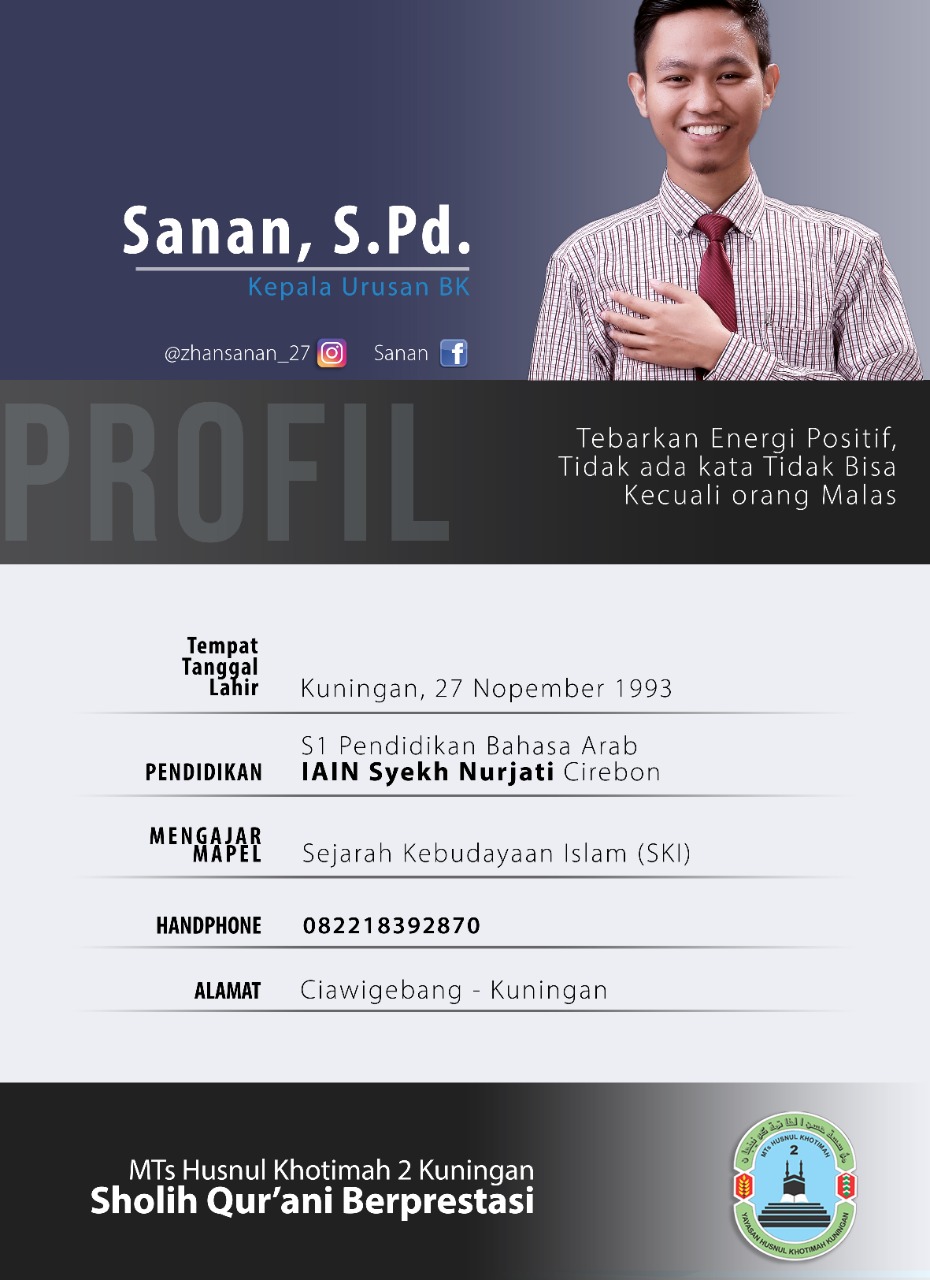 Sanan, S.Pd.
Kepala Urusan BK
@zhansanan_27 Sanan
PROFIL
Tebarkan Energi Positif,
Tidak ada kata Tidak Bisa
Kecuali orang Malas
Tempat
Tanggal
Lahir
Kuningan, 27 Nopember 1993
S1 Pendidikan Bahasa Arab
PENDIDIKAN
IAIN Syekh Nurjati Cirebon
MENGAJAR
MAPEL
Sejarah Kebudayaan Islam (SKI)
HANDPHONE 082218392870
ALAMAT Ciawigebang - Kuningan
MTs Husnul Khotimah 2 Kuningan
Sholih Qur’ani Berprestasi
MTs HUSNUL KHOTIMAH
2
YAYASAN HUSNUL KHOTIMAH KUNINGAN